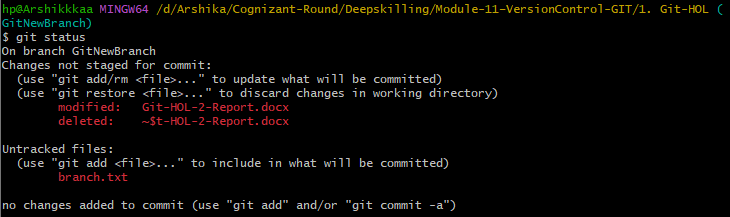 hp@Arshikkkaa MINGW64 /d/Arshika/Cognizant-Round/Deepskilling/Module-11-VersionControl-GIT/1. Git-HOL (
GitNewBranch)
$ git status
On branch GitNewBranch
Changes not staged for commit:
  (use "git add/rm <file>..." to update what will be committed)
  (use "git restore <file>..." to discard changes in working directory)
        modified:   Git-HOL-2-Report.docx
        deleted:    ~$t-HOL-2-Report.docx
Untracked files:
  (use "git add <file>..." to include in what will be committed)
        branch.txt
no changes added to commit (use "git add" and/or "git commit -a")